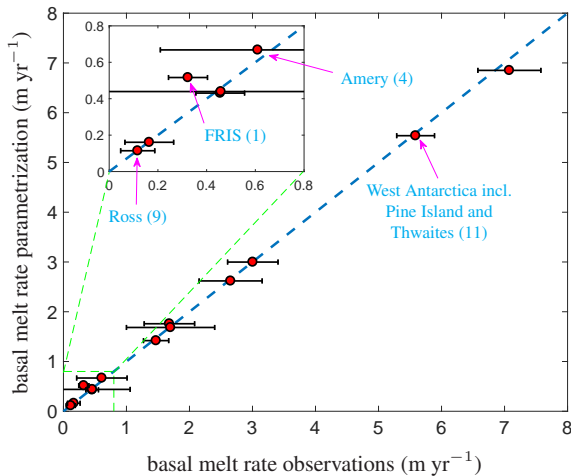 basal melt rate parametrization (m yr⁻¹)
8
7
6
5
4
3
2
1
0
0 1 2 3 4 5 6 7 8
basal melt rate observations (m yr⁻¹)
0.8
0.6
0.4
0.2
0
0 0.2 0.4 0.6 0.8
Amery (4)
FRIS (1)
Ross (9)
West Antarctica incl.
Pine Island and
Thwaites (11)